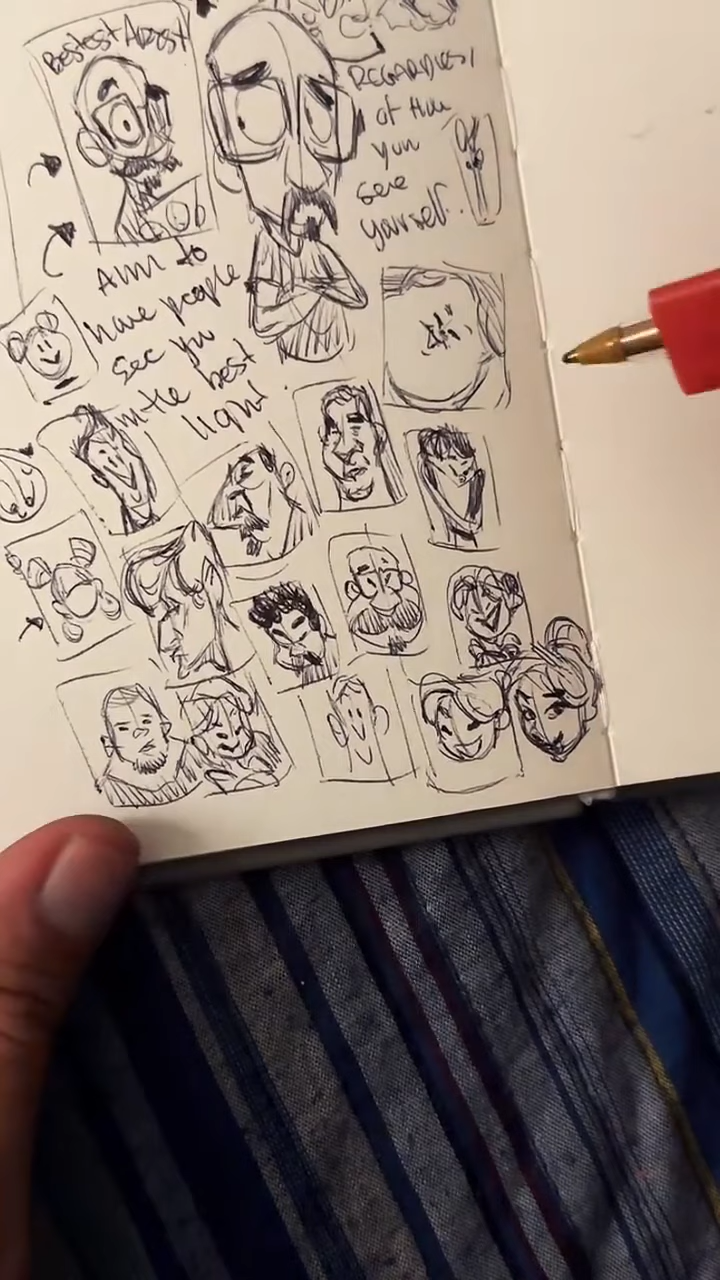 Bestest Artist
REGARDLESS
of how
you
see
yourself.
AIM to
have people
see you
in the best
light